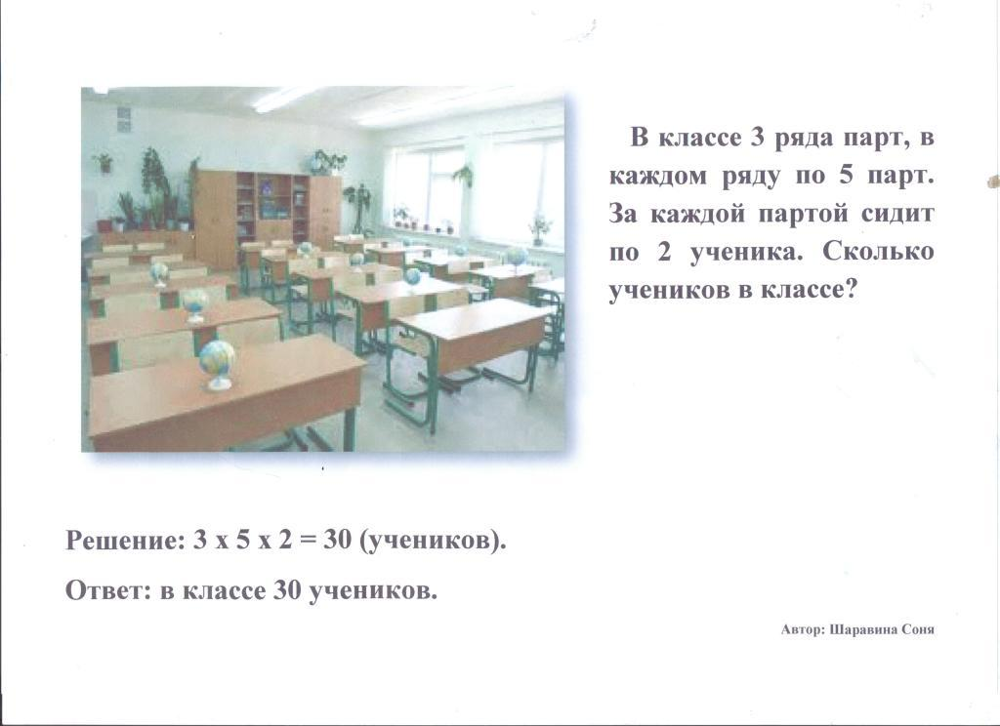 В классе 3 ряда парт, в
каждом ряду по 5 парт.
За каждой партой сидит
по 2 ученика. Сколько
учеников в классе?
Решение: 3 х 5 х 2 = 30 (учеников).
Ответ: в классе 30 учеников.
Автор: Шаравина Соня